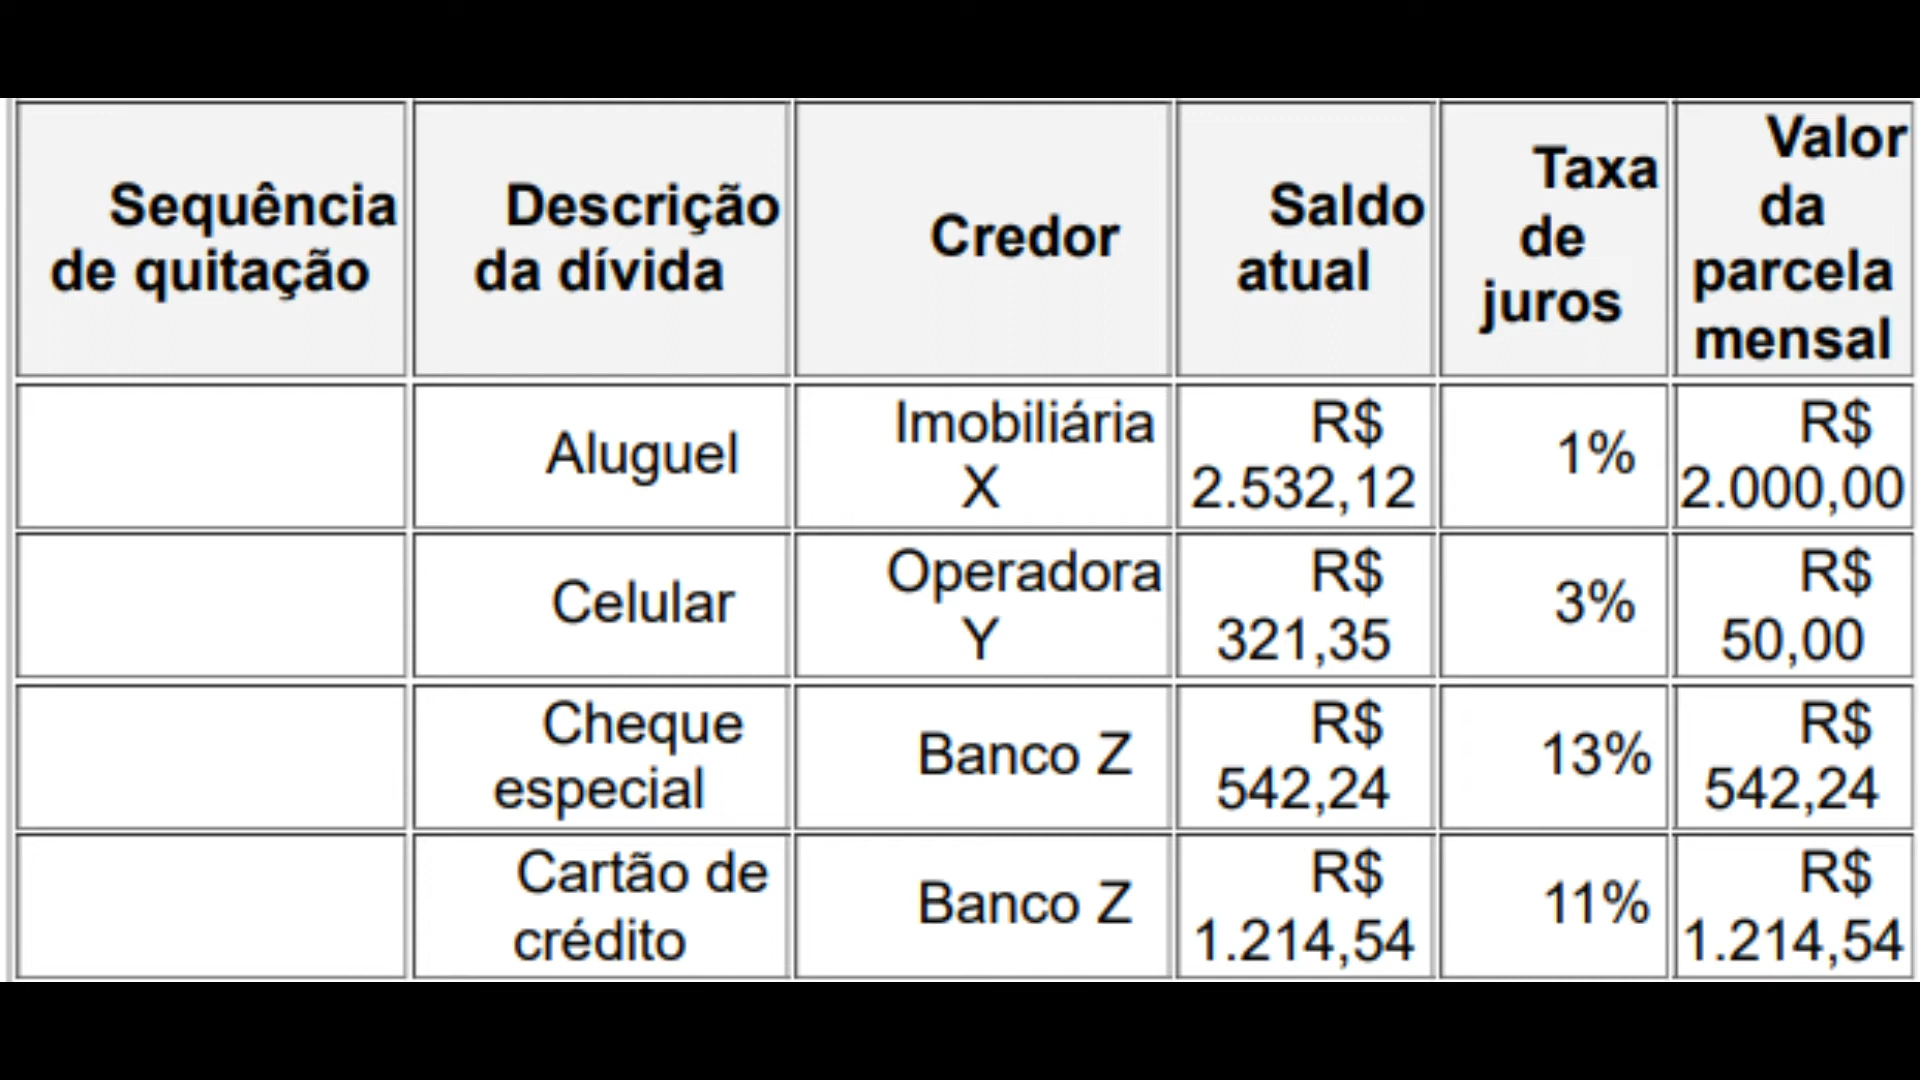 Sequência
de quitação
Descrição
da dívida
Credor
Saldo
atual
Taxa
de
juros
Valor
da
parcela
mensal
Aluguel
Imobiliária
X
R$
2.532,12
1%
R$
2.000,00
Celular
Operadora
Y
R$
321,35
3%
R$
50,00
Cheque
especial
Banco Z
R$
542,24
13%
R$
542,24
Cartão de
crédito
Banco Z
R$
1.214,54
11%
R$
1.214,54